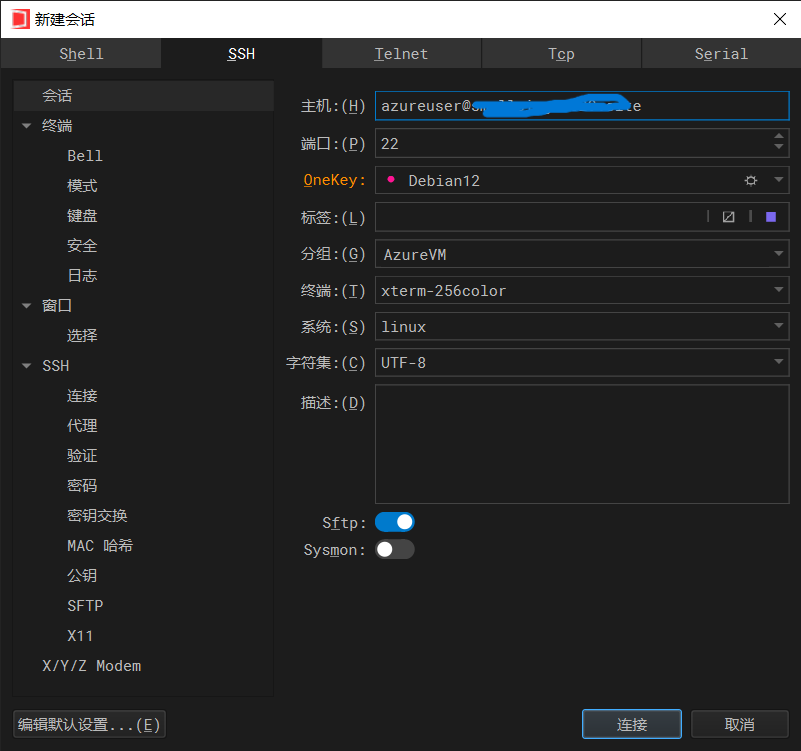 新建会话
Shell SSH Telnet Tcp Serial
会话
终端
Bell
模式
键盘
安全
日志
窗口
选择
SSH
连接
代理
验证
密码
密钥交换
MAC 哈希
公钥
SFTP
X11
X/Y/Z Modem
主机:(H) azureuser@
端口:(P) 22
OneKey: Debian12
标签:(L)
分组:(G) AzureVM
终端:(T) xterm-256color
系统:(S) linux
字符集:(C) UTF-8
描述:(D)
Sftp:
Sysmon:
编辑默认设置...(E) 连接 取消